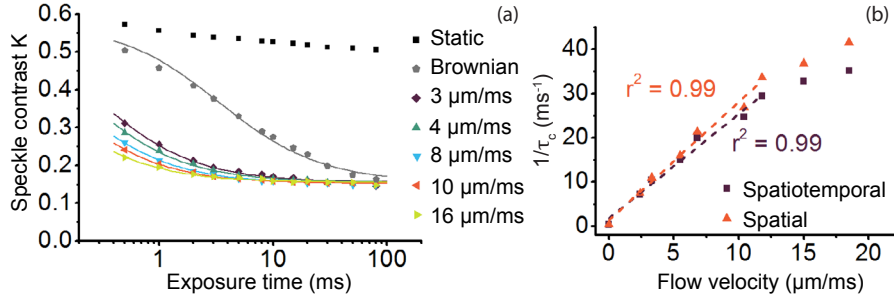 (a)
Speckle contrast K
0.6
0.5
0.4
0.3
0.2
0.1
0.0
1
10
100
Exposure time (ms)
Static
Brownian
3 μm/ms
4 μm/ms
8 μm/ms
10 μm/ms
16 μm/ms
(b)
1/τc (ms⁻¹)
40
30
20
10
0
0
5
10
15
20
Flow velocity (μm/ms)
r² = 0.99
r² = 0.99
Spatiotemporal
Spatial